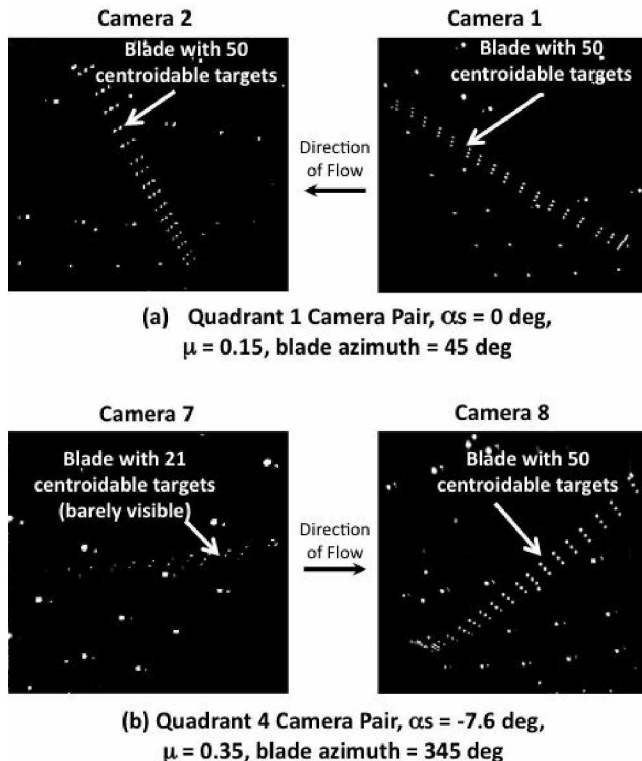 Camera 2
Camera 1
Blade with 50
centroidable targets
Blade with 50
centroidable targets
Direction
of Flow
(a) Quadrant 1 Camera Pair, αs = 0 deg,
μ = 0.15, blade azimuth = 45 deg
Camera 7
Camera 8
Blade with 21
centroidable targets
(barely visible)
Blade with 50
centroidable targets
Direction
of Flow
(b) Quadrant 4 Camera Pair, αs = -7.6 deg,
μ = 0.35, blade azimuth = 345 deg